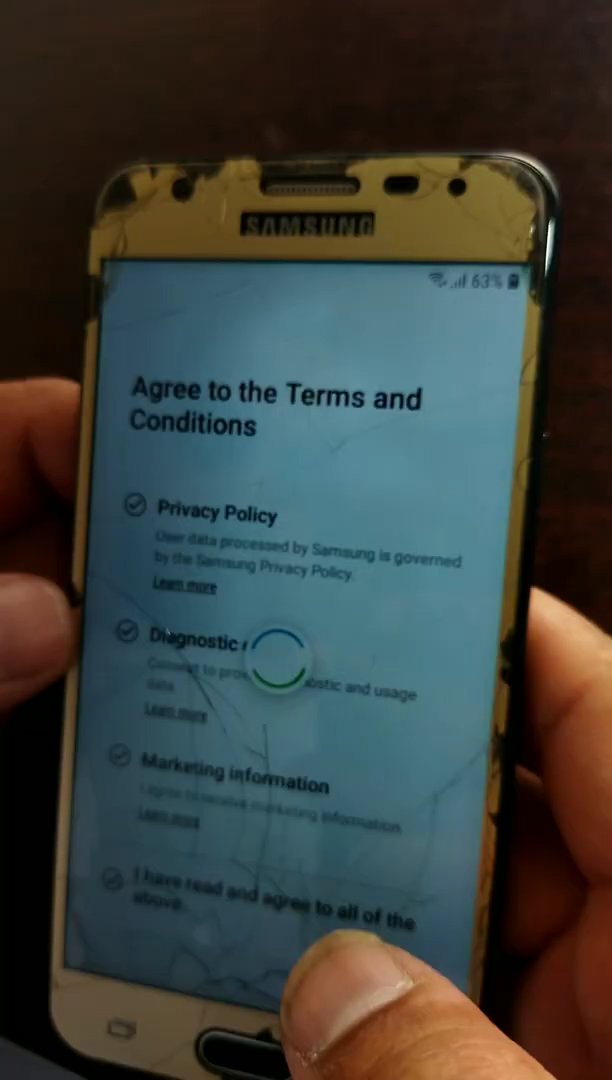 SAMSUNG
63%
Agree to the Terms and
Conditions
Privacy Policy
User data processed by Samsung is governed
by the Samsung Privacy Policy.
Learn more
Diagnostic
Consent to prov ostic and usage
data
Learn more
Marketing information
I agree to receive marketing information
Learn more
I have read and agree to all of the
above.